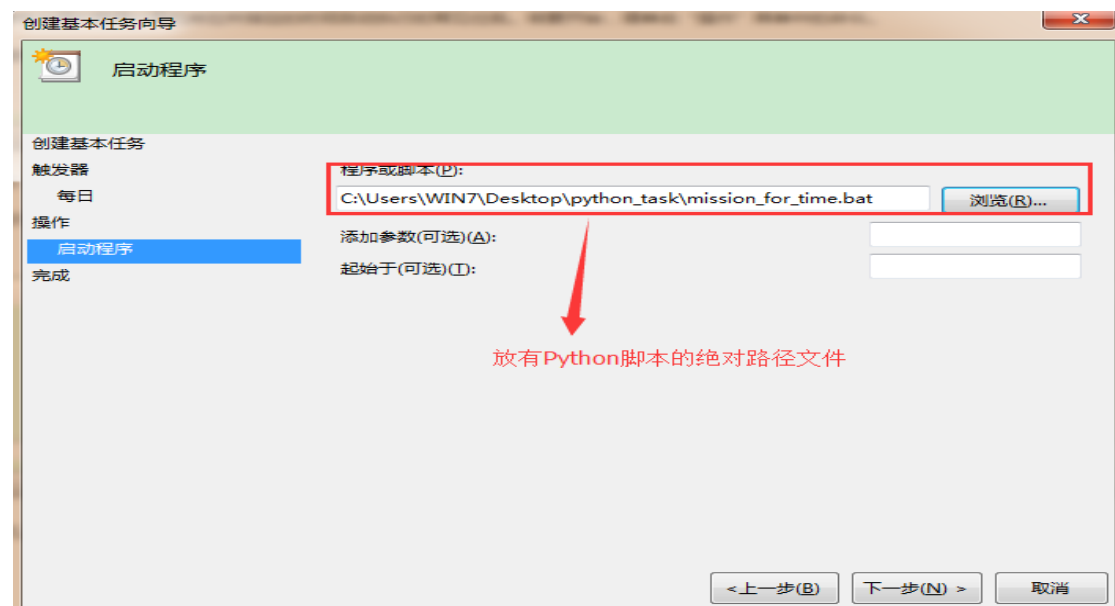 创建基本任务向导
启动程序
创建基本任务
触发器
每日
操作
启动程序
完成
程序或脚本(P):
C:\Users\WIN7\Desktop\python_task\mission_for_time.bat
浏览(R)...
添加参数(可选)(A):
起始于(可选)(T):
放有Python脚本的绝对路径文件
<上一步(B)
下一步(N) >
取消